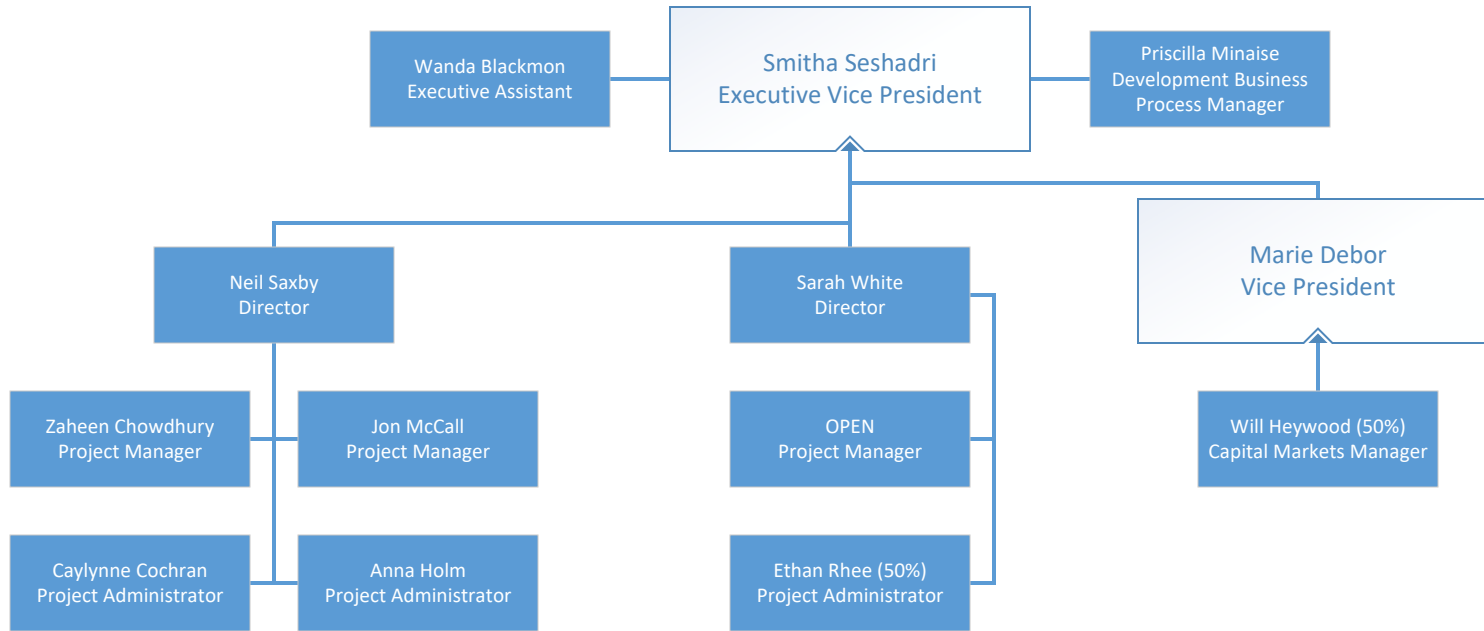 Wanda Blackmon
Executive Assistant
Smitha Seshadri
Executive Vice President
Priscilla Minaise
Development Business
Process Manager
Neil Saxby
Director
Sarah White
Director
Marie Debor
Vice President
Zaheen Chowdhury
Project Manager
Jon McCall
Project Manager
OPEN
Project Manager
Will Heywood (50%)
Capital Markets Manager
Caylynne Cochran
Project Administrator
Anna Holm
Project Administrator
Ethan Rhee (50%)
Project Administrator